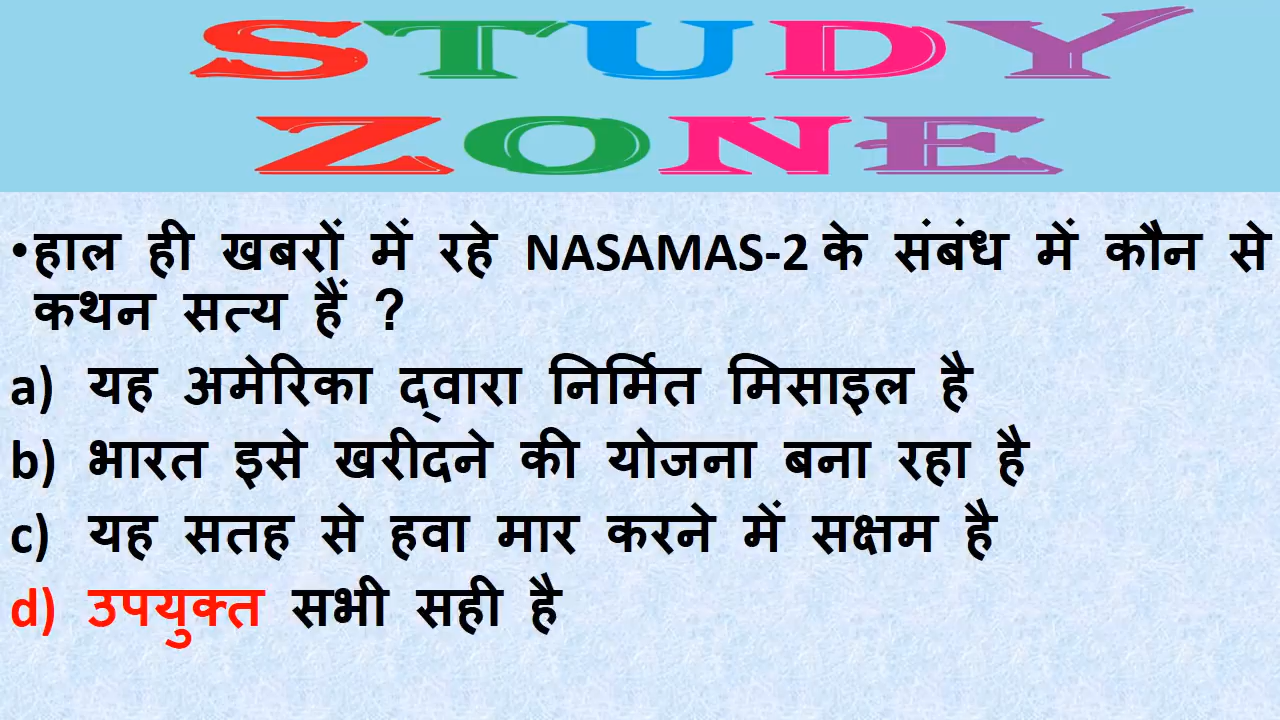 STUDY
ZONE
•हाल ही खबरों में रहे NASAMAS-2 के संबंध में कौन से
कथन सत्य हैं ?
a) यह अमेरिका द्वारा निर्मित मिसाइल है
b) भारत इसे खरीदने की योजना बना रहा है
c) यह सतह से हवा मार करने में सक्षम है
d) उपयुक्त सभी सही है